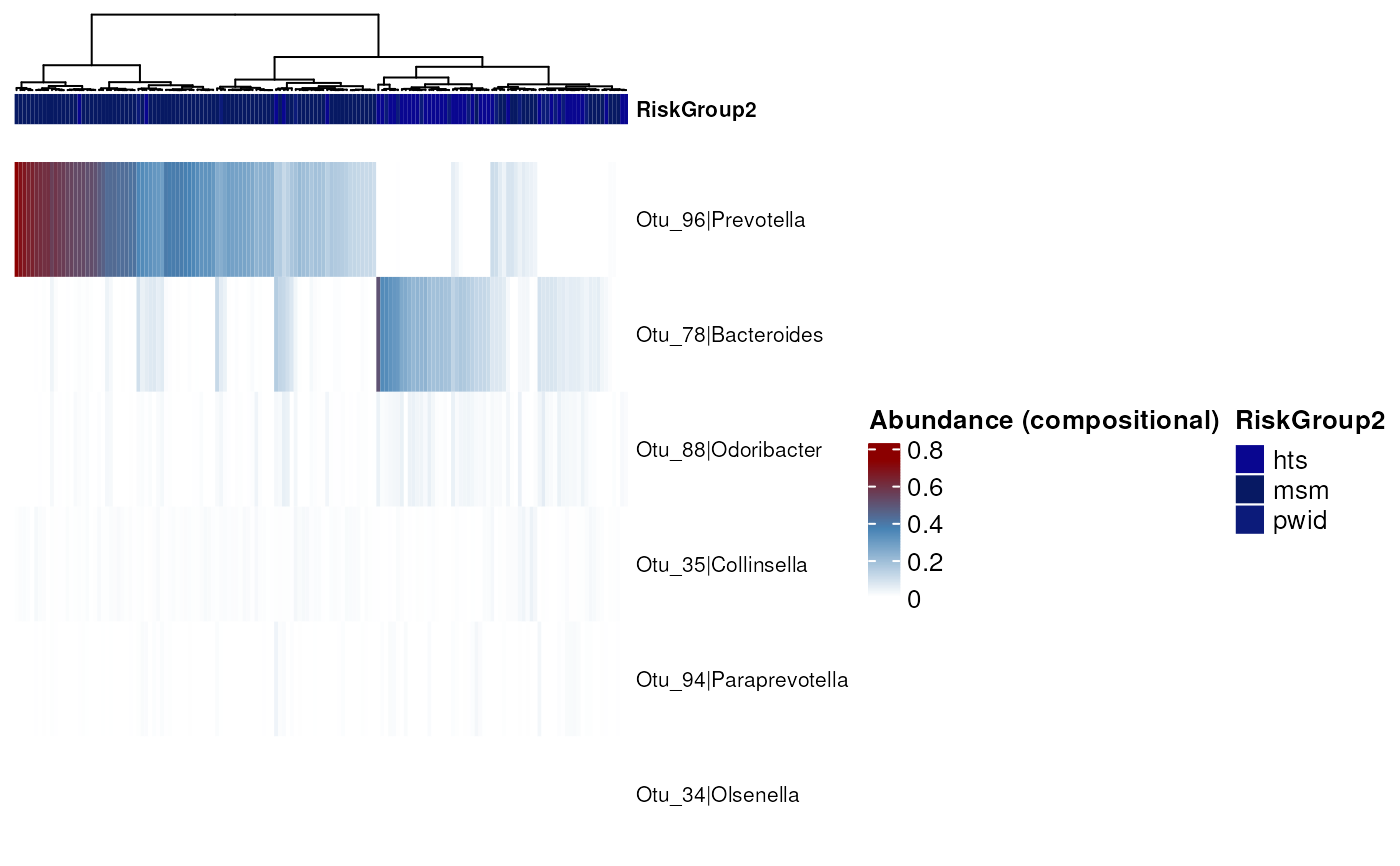 RiskGroup2
Otu_96|Prevotella
Otu_78|Bacteroides
Otu_88|Odoribacter
Otu_35|Collinsella
Otu_94|Paraprevotella
Otu_34|Olsenella
Abundance (compositional)
0.8
0.6
0.4
0.2
0
RiskGroup2
hts
msm
pwid